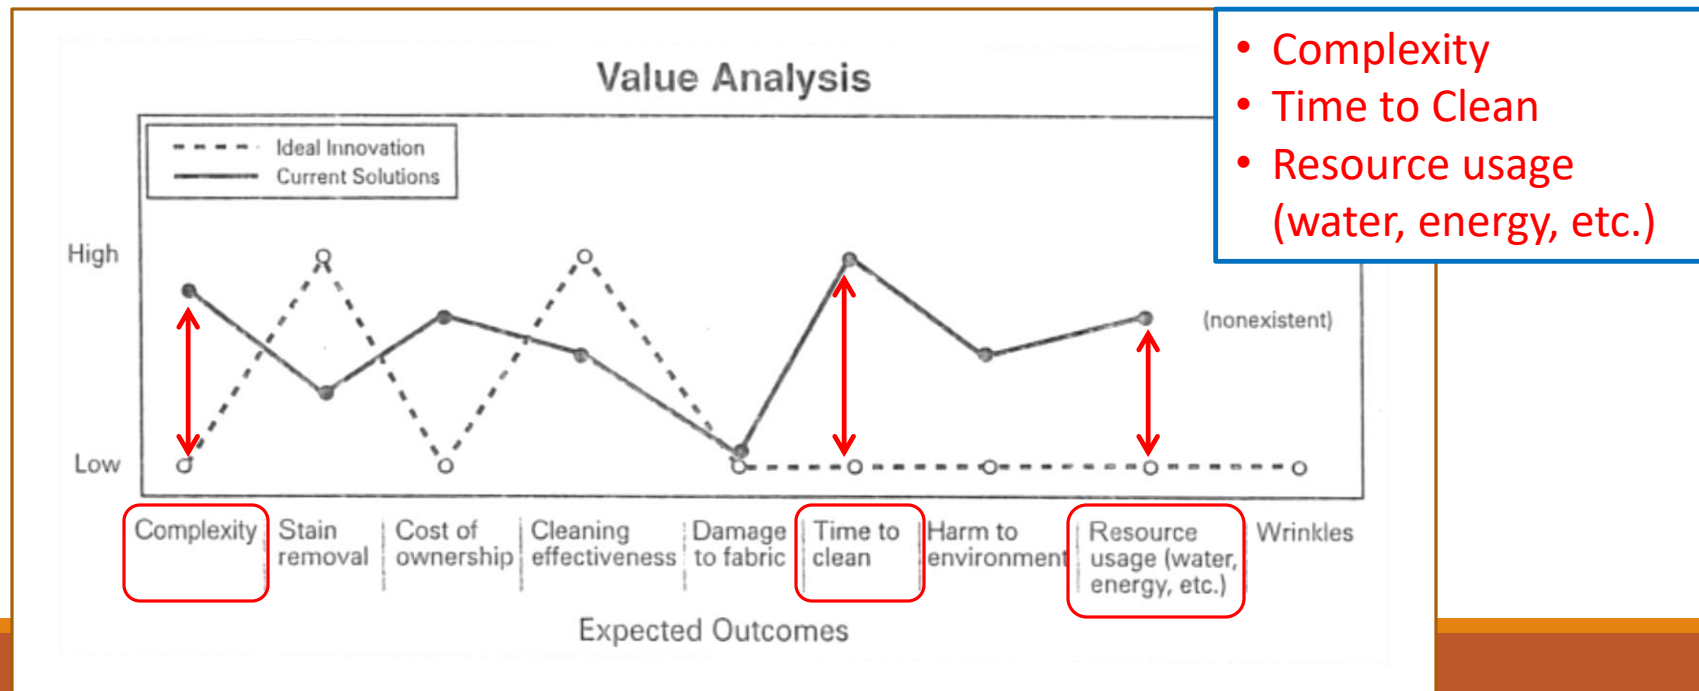 • Complexity
• Time to Clean
• Resource usage
(water, energy, etc.)
Value Analysis
Ideal Innovation
Current Solutions
High
(nonexistent)
Low
Complexity
Stain
removal
Cost of
ownership
Cleaning
effectiveness
Damage
to fabric
Time to
clean
Harm to
environment
Resource
usage (water,
energy, etc.)
Wrinkles
Expected Outcomes